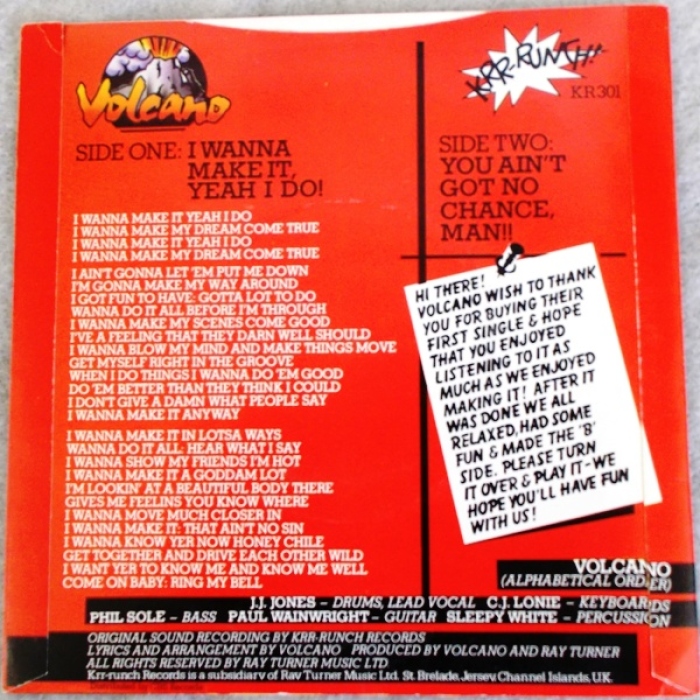 Volcano
KRR-RUNCH!
KR301
SIDE ONE: I WANNA
MAKE IT,
YEAH I DO!
SIDE TWO:
YOU AIN'T
GOT NO
CHANCE,
MAN!!
I WANNA MAKE IT YEAH I DO
I WANNA MAKE MY DREAM COME TRUE
I WANNA MAKE IT YEAH I DO
I WANNA MAKE MY DREAM COME TRUE
I AIN'T GONNA LET 'EM PUT ME DOWN
I'M GONNA MAKE MY WAY AROUND
I GOT FUN TO HAVE: GOTTA LOT TO DO
WANNA DO IT ALL BEFORE I'M THROUGH
I WANNA MAKE MY SCENES COME GOOD
I'VE A FEELING THAT THEY DARN WELL SHOULD
I WANNA BLOW MY MIND AND MAKE THINGS MOVE
GET MYSELF RIGHT IN THE GROOVE
WHEN I DO THINGS I WANNA DO 'EM GOOD
DO 'EM BETTER THAN THEY THINK I COULD
I DON'T GIVE A DAMN WHAT PEOPLE SAY
I WANNA MAKE IT ANYWAY
I WANNA MAKE IT IN LOTSA WAYS
WANNA DO IT ALL: HEAR WHAT I SAY
I WANNA SHOW MY FRIENDS I'M HOT
I WANNA MAKE IT A GODDAM LOT
I'M LOOKIN' AT A BEAUTIFUL BODY THERE
GIVES ME FEELINS YOU KNOW WHERE
I WANNA MOVE MUCH CLOSER IN
I WANNA MAKE IT: THAT AIN'T NO SIN
I WANNA KNOW YER NOW HONEY CHILE
GET TOGETHER AND DRIVE EACH OTHER WILD
I WANT YER TO KNOW ME AND KNOW ME WELL
COME ON BABY: RING MY BELL
HI THERE!
VOLCANO WISH TO THANK
YOU FOR BUYING THEIR
FIRST SINGLE & HOPE
THAT YOU ENJOYED
LISTENING TO IT AS
MUCH AS WE ENJOYED
MAKING IT! AFTER IT
WAS DONE WE ALL
RELAXED, HAD SOME
FUN & MADE THE 'B'
SIDE. PLEASE TURN
IT OVER & PLAY IT-WE
HOPE YOU'LL HAVE FUN
WITH US!
VOLCANO
(ALPHABETICAL ORDER)
J.J. JONES – DRUMS, LEAD VOCAL C.J. LONIE – KEYBOARDS
PHIL SOLE – BASS PAUL WAINWRIGHT – GUITAR SLEEPY WHITE – PERCUSSION
ORIGINAL SOUND RECORDING BY KRR-RUNCH RECORDS
LYRICS AND ARRANGEMENT BY VOLCANO PRODUCED BY VOLCANO AND RAY TURNER
ALL RIGHTS RESERVED BY RAY TURNER MUSIC LTD
Krr-runch Records is a subsidiary of Ray Turner Music Ltd. St. Brelade, Jersey Channel Islands, U.K.